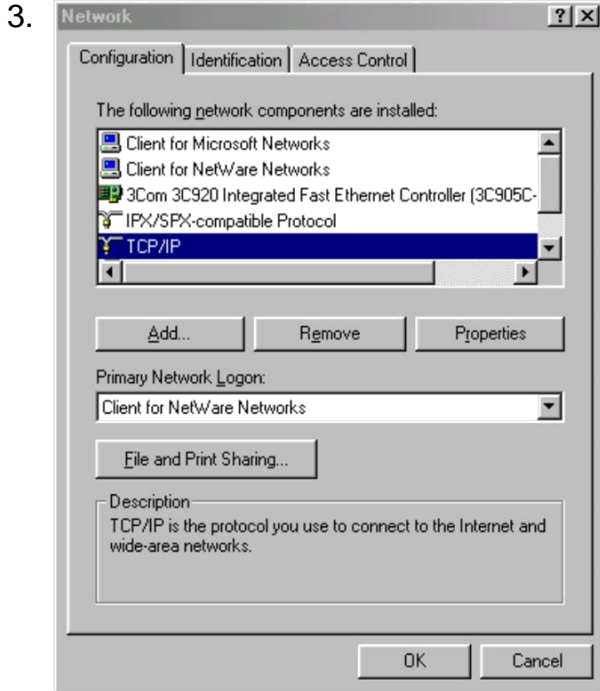 3.
Network
Configuration Identification Access Control
The following network components are installed:
Client for Microsoft Networks
Client for NetWare Networks
3Com 3C920 Integrated Fast Ethernet Controller (3C905C-
IPX/SPX-compatible Protocol
TCP/IP
Add... Remove Properties
Primary Network Logon:
Client for NetWare Networks
File and Print Sharing...
Description
TCP/IP is the protocol you use to connect to the Internet and
wide-area networks.
OK Cancel